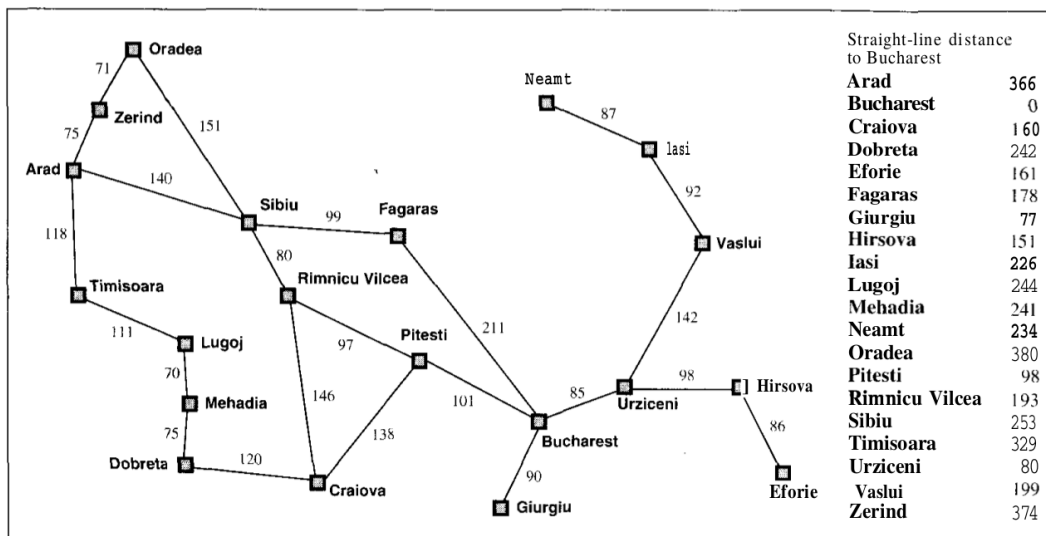 Oradea
71
Neamt
87
Zerind
151
75
Iasi
Arad
140
92
Sibiu
99
Fagaras
118
80
Vaslui
Timisoara
Rimnicu Vilcea
142
211
111
Lugoj
97
Pitesti
70
98
Hirsova
146
101
85
Urziceni
Mehadia
138
Bucharest
86
75
120
Dobreta
90
Craiova
Eforie
Giurgiu
Straight-line distance
to Bucharest
Arad 366
Bucharest 0
Craiova 160
Dobreta 242
Eforie 161
Fagaras 178
Giurgiu 77
Hirsova 151
Iasi 226
Lugoj 244
Mehadia 241
Neamt 234
Oradea 380
Pitesti 98
Rimnicu Vilcea 193
Sibiu 253
Timisoara 329
Urziceni 80
Vaslui 199
Zerind 374